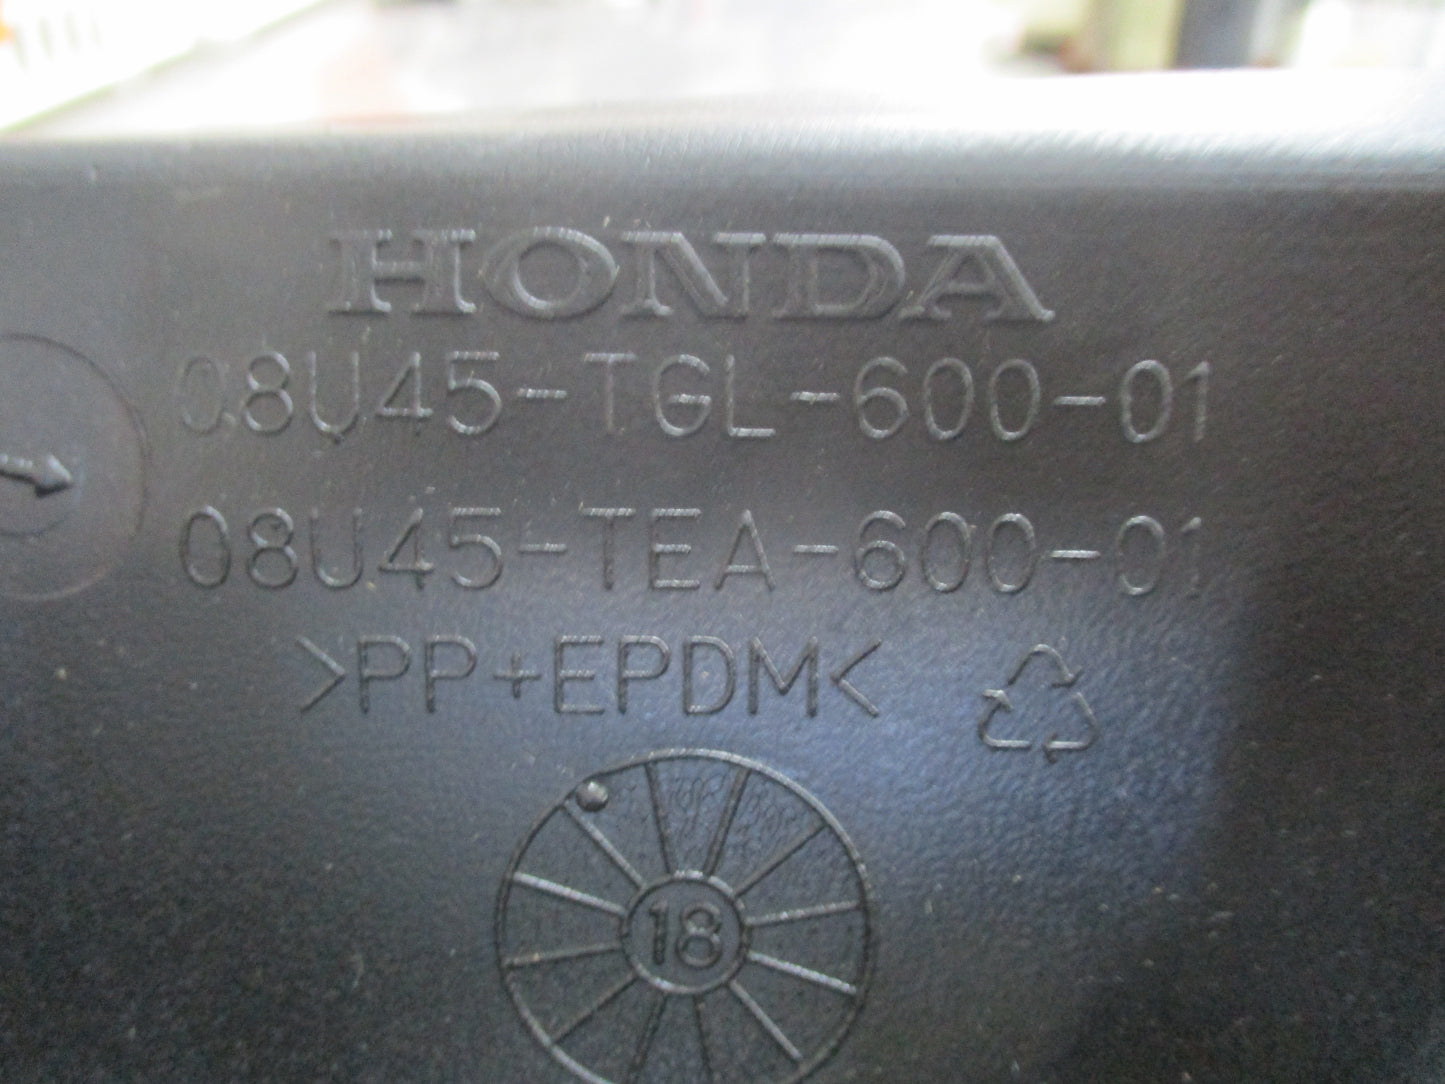 HONDA
08U45-TGL-600-01
08U45-TEA-600-01
>PP+EPDM<
18